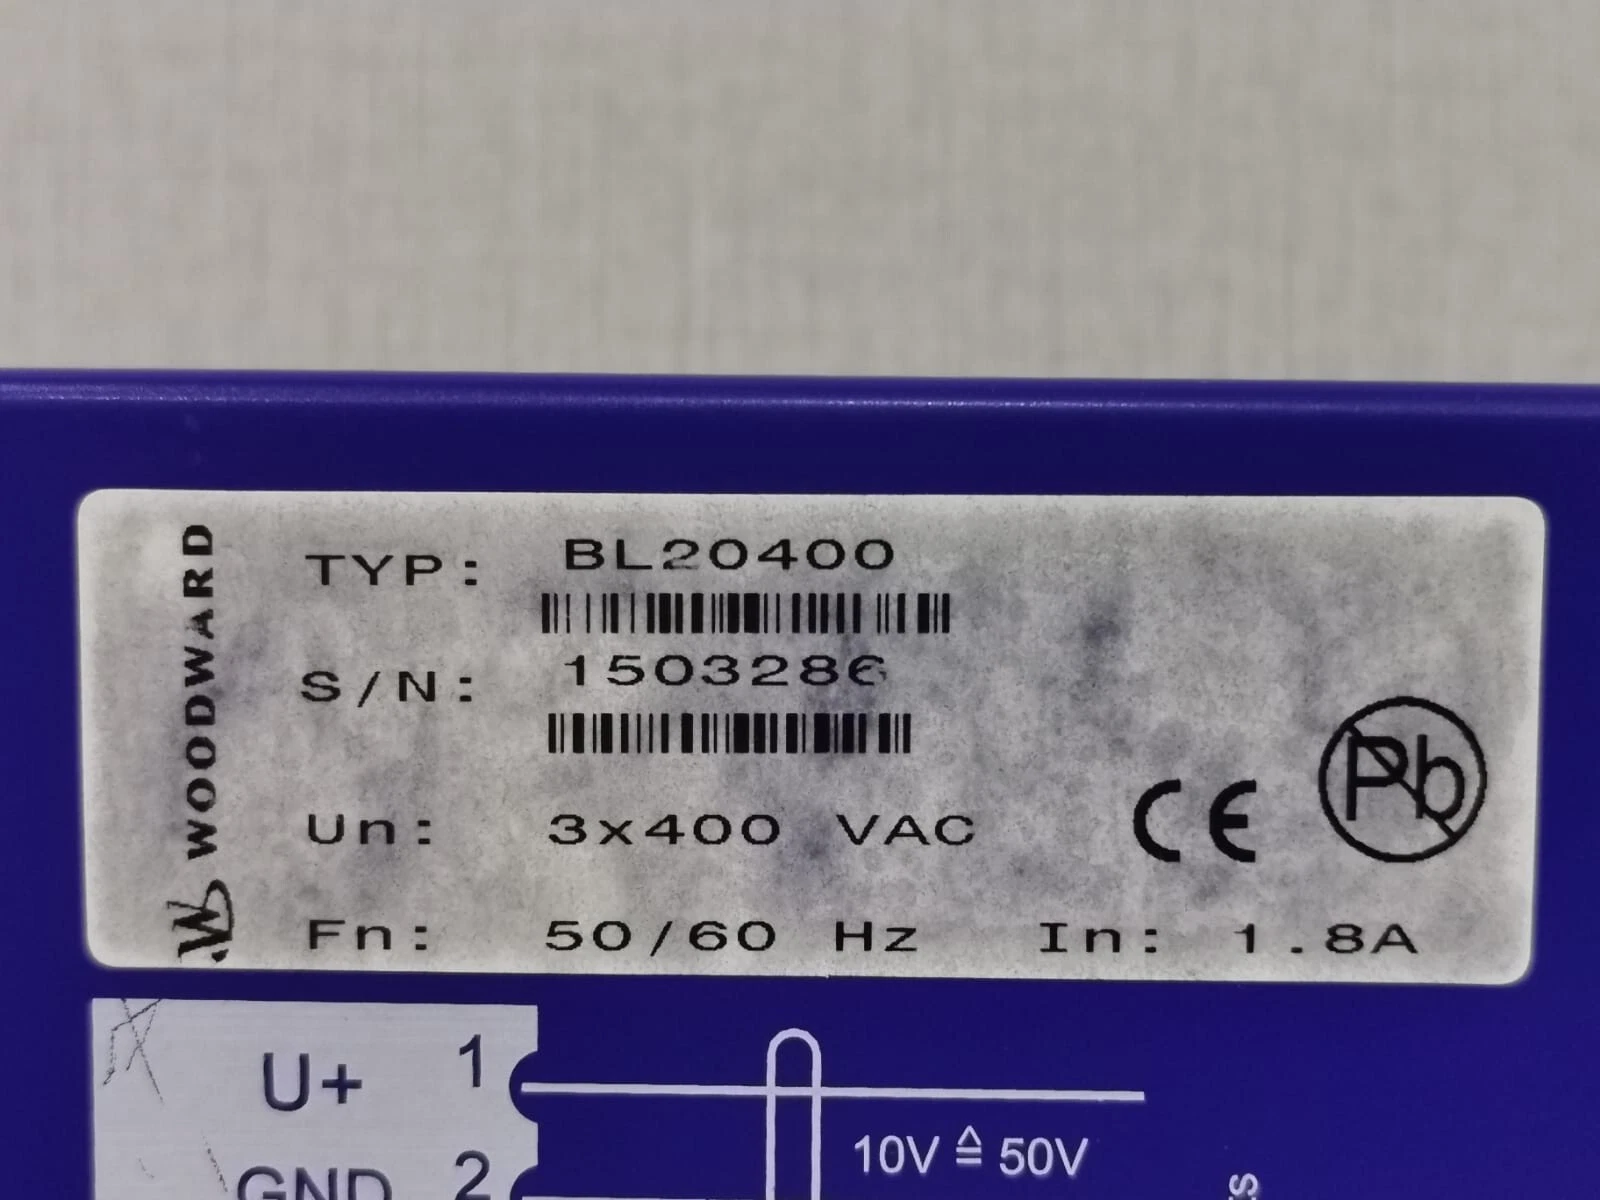 WOODWARD
TYP: BL20400
S/N: 1503286
Un: 3x400 VAC
CE Pb
Fn: 50/60 Hz In: 1.8A
U+ 1
10V ≙ 50V
GND 2